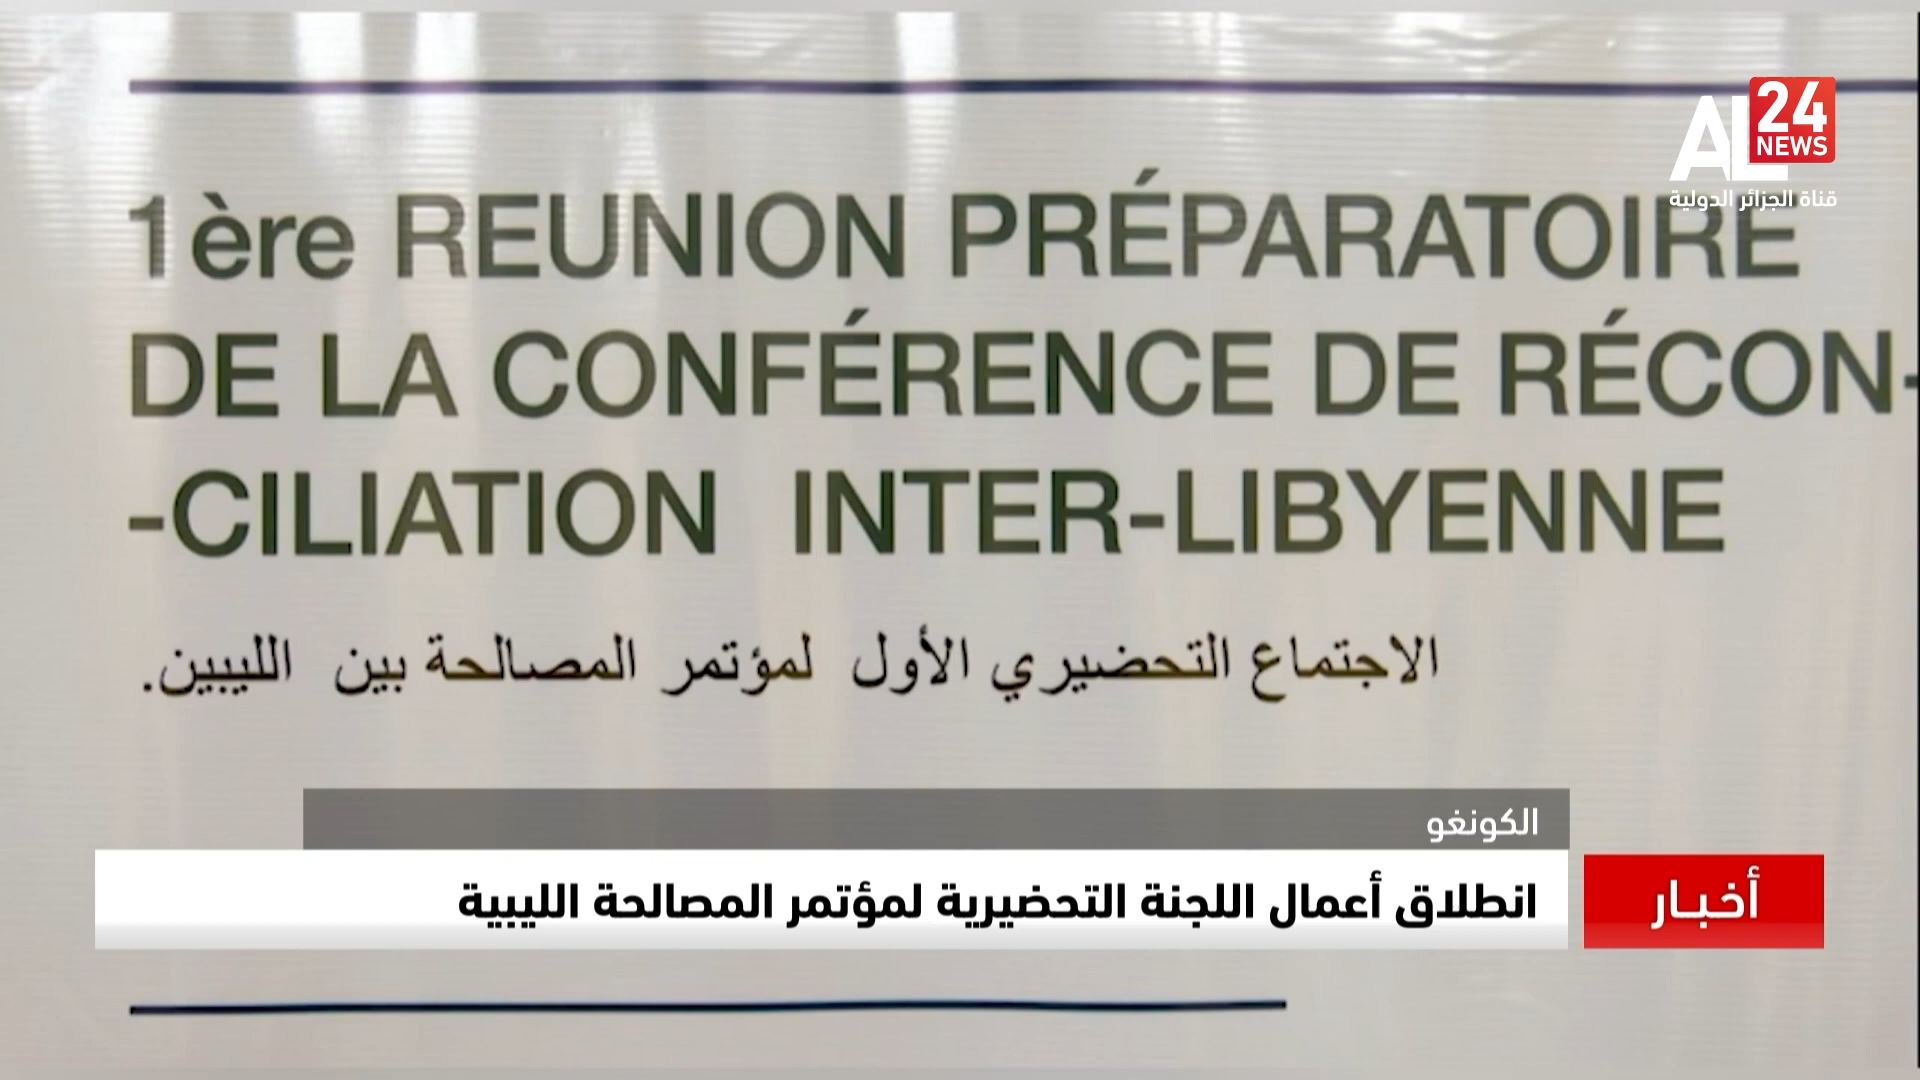 AL 24 NEWS
قناة الجزائر الدولية
1ère REUNION PRÉPARATOIRE
DE LA CONFÉRENCE DE RÉCON-
-CILIATION INTER-LIBYENNE
الاجتماع التحضيري الأول لمؤتمر المصالحة بين الليبين.
الكونغو
أخبار
انطلاق أعمال اللجنة التحضيرية لمؤتمر المصالحة الليبية